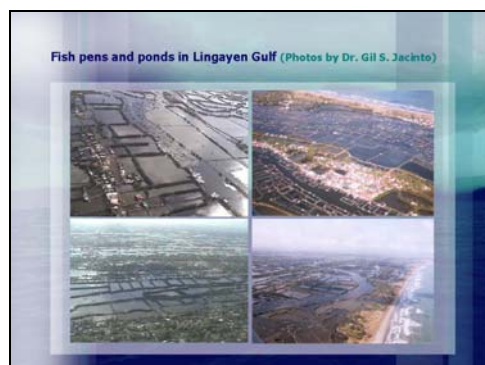 Fish pens and ponds in Lingayen Gulf (Photos by Dr. Gil S. Jacinto)